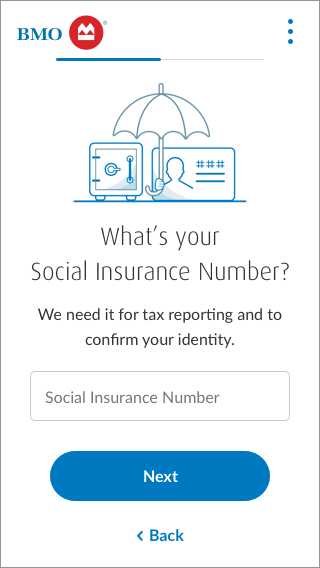 BMO
###
What's your
Social Insurance Number?
We need it for tax reporting and to
confirm your identity.
Social Insurance Number
Next
Back